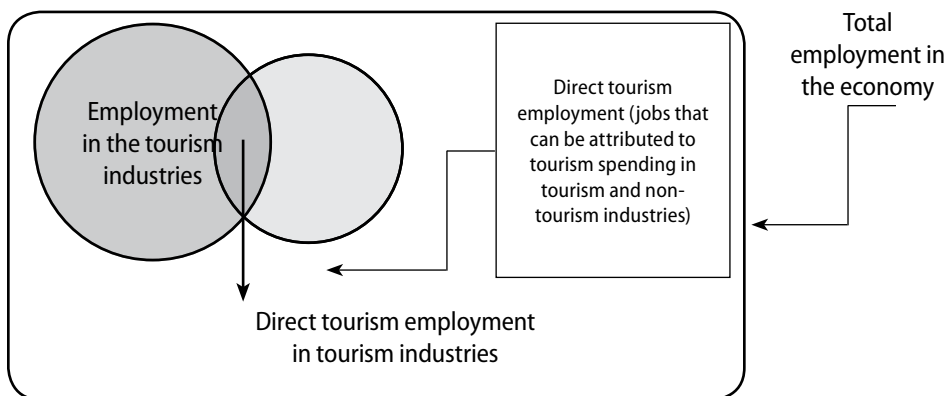 Total
employment in
the economy
Employment
in the tourism
industries
Direct tourism
employment (jobs that
can be attributed to
tourism spending in
tourism and non-
tourism industries)
Direct tourism employment
in tourism industries